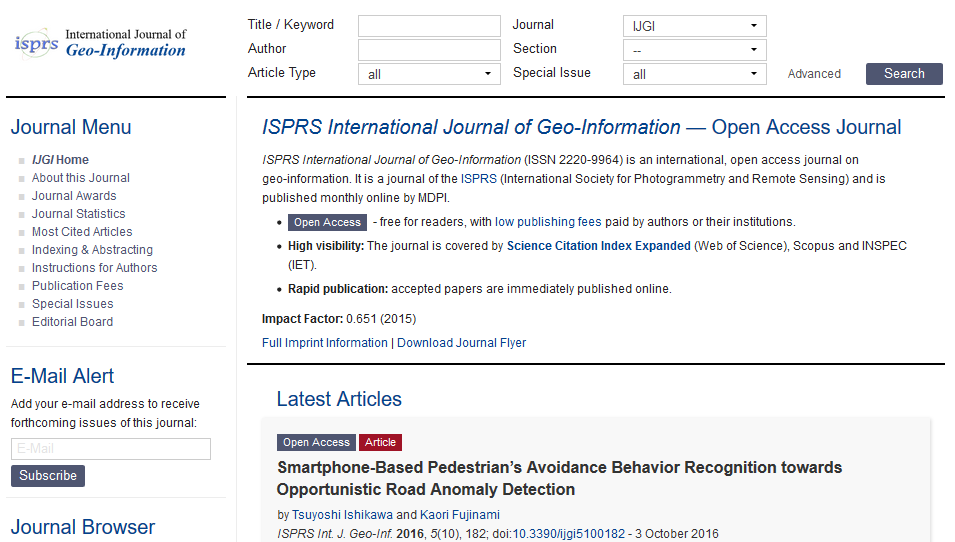 isprs International Journal of
Geo-Information
Title / Keyword
Journal IJGI
Author
Section --
Article Type all
Special Issue all
Advanced
Search
Journal Menu
IJGI Home
About this Journal
Journal Awards
Journal Statistics
Most Cited Articles
Indexing & Abstracting
Instructions for Authors
Publication Fees
Special Issues
Editorial Board
E-Mail Alert
Add your e-mail address to receive
forthcoming issues of this journal:
E-Mail
Subscribe
Journal Browser
ISPRS International Journal of Geo-Information — Open Access Journal
ISPRS International Journal of Geo-Information (ISSN 2220-9964) is an international, open access journal on
geo-information. It is a journal of the ISPRS (International Society for Photogrammetry and Remote Sensing) and is
published monthly online by MDPI.
Open Access - free for readers, with low publishing fees paid by authors or their institutions.
High visibility: The journal is covered by Science Citation Index Expanded (Web of Science), Scopus and INSPEC
(IET).
Rapid publication: accepted papers are immediately published online.
Impact Factor: 0.651 (2015)
Full Imprint Information | Download Journal Flyer
Latest Articles
Open Access Article
Smartphone-Based Pedestrian's Avoidance Behavior Recognition towards
Opportunistic Road Anomaly Detection
by Tsuyoshi Ishikawa and Kaori Fujinami
ISPRS Int. J. Geo-Inf. 2016, 5(10), 182; doi:10.3390/ijgi5100182 - 3 October 2016